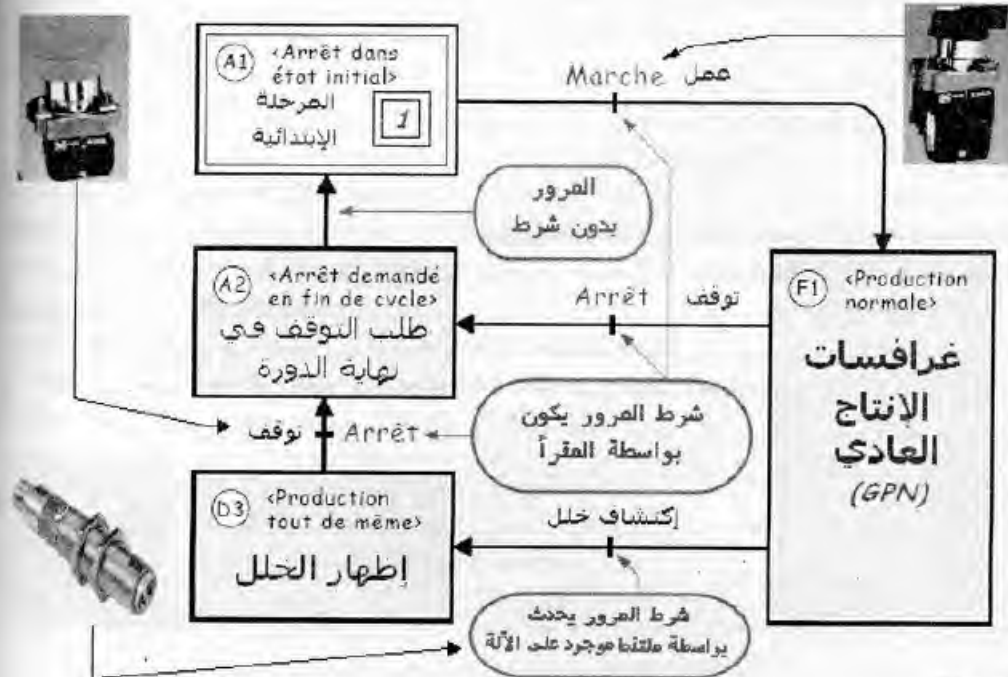 A1 <Arrêt dans
étot initial>
المرحلة
الإبتدائية
1
Marche عمل
المرور
بدون شرط
A2 <Arrêt demandé
en fin de cycle>
طلب التوقف في
نهاية الدورة
Arrêt توقف
F1 <Production
normale>
غرافسات
الإنتاج
العادي
(GPN)
توقف Arrêt
شرط المرور يكون
بواسطة المقرأ
D3 <Production
tout de même>
إظهار الخلل
إكتشاف خلل
شرط المرور يحدث
بواسطة ملتقط موجود على الآلة